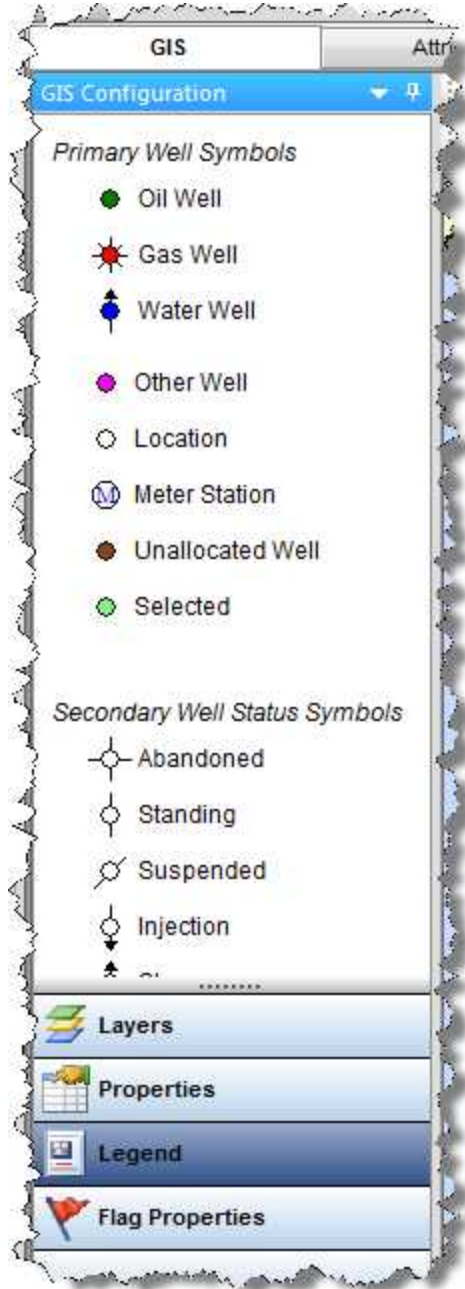 GIS
GIS Configuration
Primary Well Symbols
Oil Well
Gas Well
Water Well
Other Well
Location
M Meter Station
Unallocated Well
Selected
Secondary Well Status Symbols
Abandoned
Standing
Suspended
Injection
Layers
Properties
Legend
Flag Properties